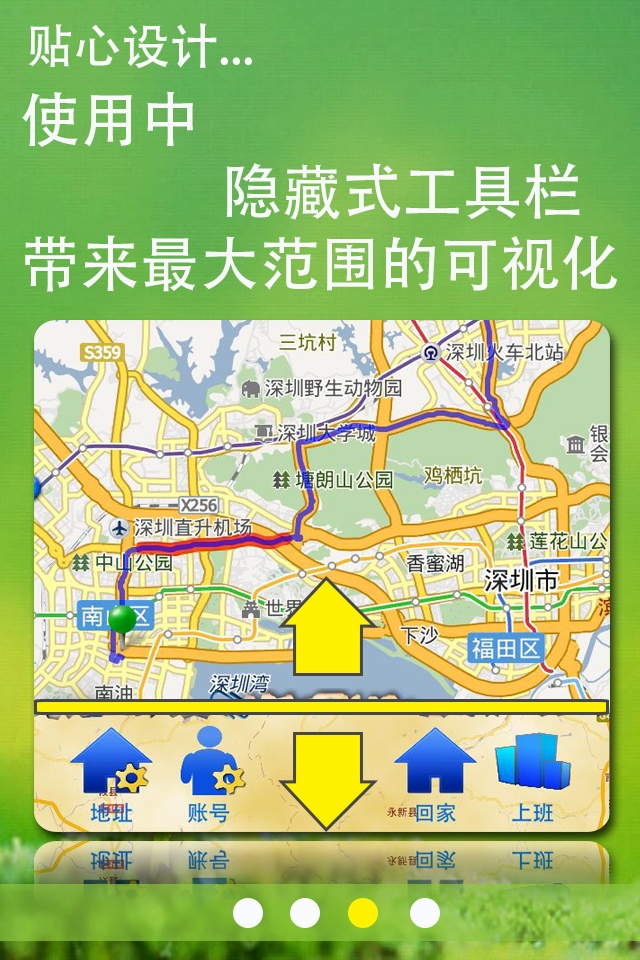 贴心设计...
使用中
隐藏式工具栏
带来最大范围的可视化
三坑村
S359
深圳火车北站
深圳野生动物园
深圳大学城
银
会
塘朗山公园
鸡栖坑
X256
深圳直升机场
莲花山公
中山公园
香蜜湖
深圳市
世界
南山区
下沙
福田区
深圳湾
南油
地址
账号
永新县
回家
上班